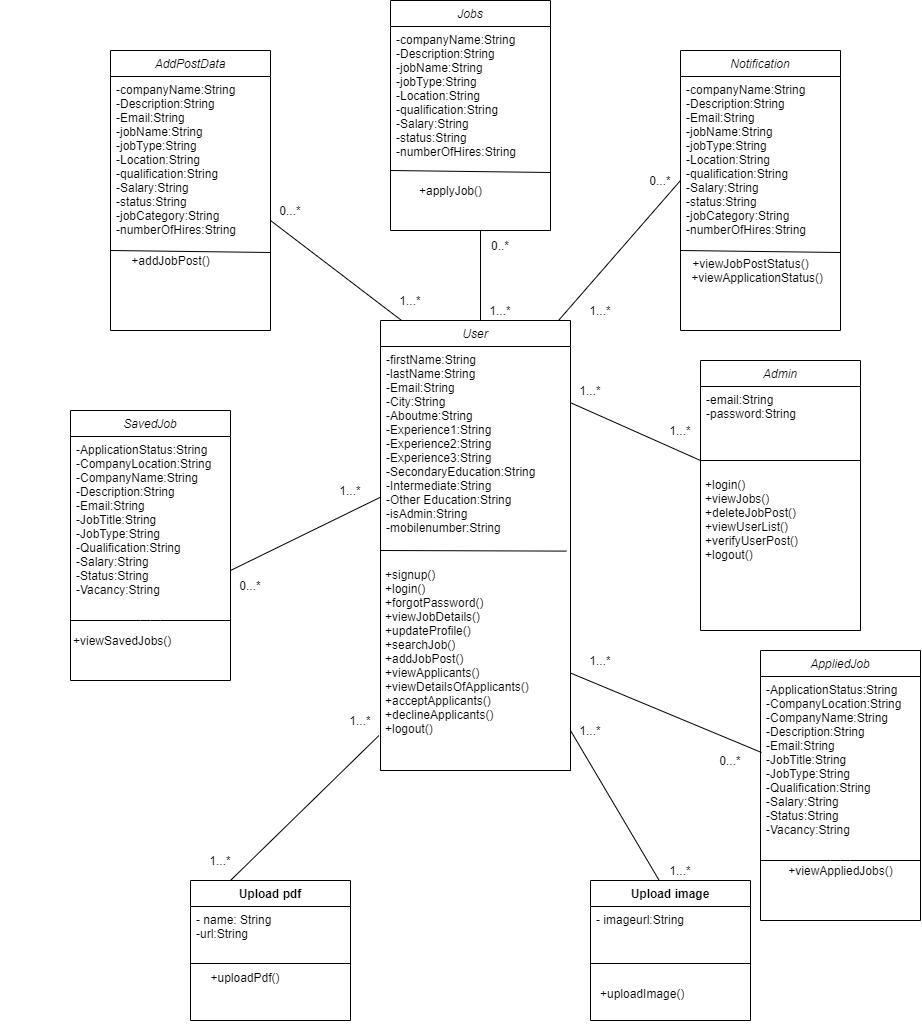 Jobs
-companyName:String
-Description:String
-jobName:String
-jobType:String
-Location:String
-qualification:String
-Salary:String
-status:String
-numberOfHires:String
+applyJob()
0..*
1...*
AddPostData
-companyName:String
-Description:String
-Email:String
-jobName:String
-jobType:String
-Location:String
-qualification:String
-Salary:String
-status:String
-jobCategory:String
-numberOfHires:String
+addJobPost()
0...*
1...*
Notification
-companyName:String
-Description:String
-Email:String
-jobName:String
-jobType:String
-Location:String
-qualification:String
-Salary:String
-status:String
-jobCategory:String
-numberOfHires:String
+viewJobPostStatus()
+viewApplicationStatus()
0...*
1...*
User
-firstName:String
-lastName:String
-Email:String
-City:String
-Aboutme:String
-Experience1:String
-Experience2:String
-Experience3:String
-SecondaryEducation:String
-Intermediate:String
-Other Education:String
-isAdmin:String
-mobilenumber:String
+signup()
+login()
+forgotPassword()
+viewJobDetails()
+updateProfile()
+searchJob()
+addJobPost()
+viewApplicants()
+viewDetailsOfApplicants()
+acceptApplicants()
+declineApplicants()
+logout()
Admin
-email:String
-password:String
+login()
+viewJobs()
+deleteJobPost()
+viewUserList()
+verifyUserPost()
+logout()
1...*
1...*
SavedJob
-ApplicationStatus:String
-CompanyLocation:String
-CompanyName:String
-Description:String
-Email:String
-JobTitle:String
-JobType:String
-Qualification:String
-Salary:String
-Status:String
-Vacancy:String
+viewSavedJobs()
1...*
0...*
AppliedJob
-ApplicationStatus:String
-CompanyLocation:String
-CompanyName:String
-Description:String
-Email:String
-JobTitle:String
-JobType:String
-Qualification:String
-Salary:String
-Status:String
-Vacancy:String
+viewAppliedJobs()
1...*
0...*
1...*
1...*
Upload pdf
- name: String
-url:String
+uploadPdf()
1...*
1...*
Upload image
- imageurl:String
+uploadImage()